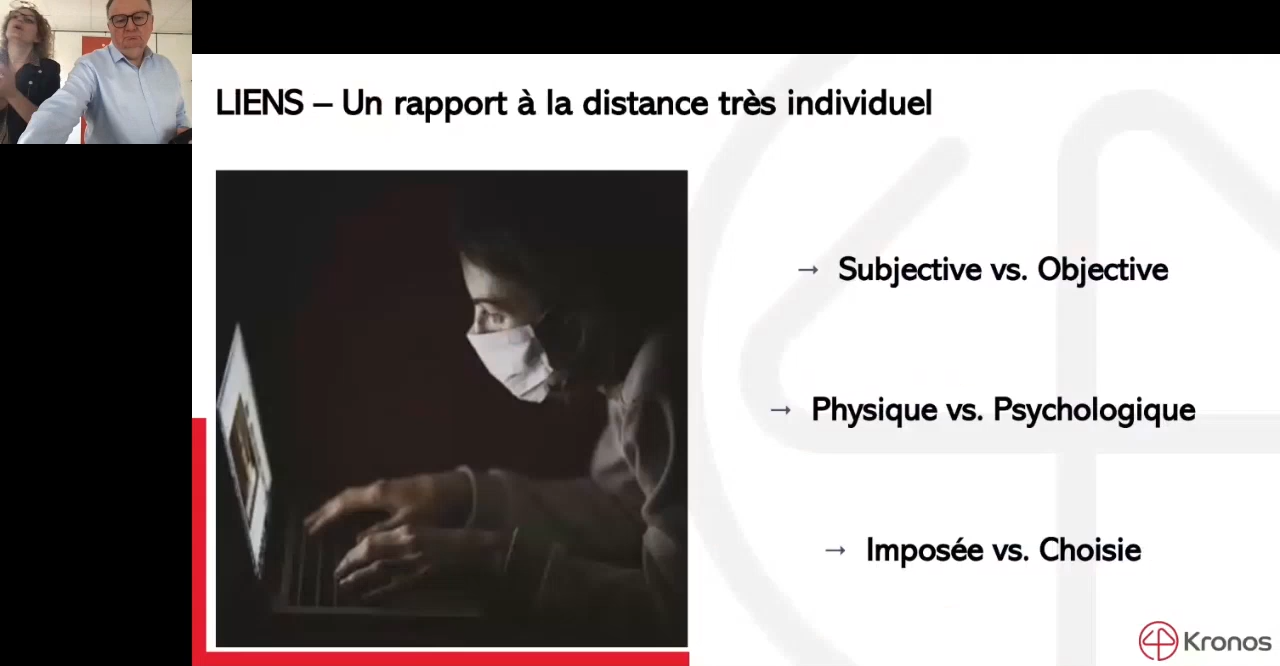 LIENS – Un rapport à la distance très individuel
→ Subjective vs. Objective
→ Physique vs. Psychologique
→ Imposée vs. Choisie
Kronos